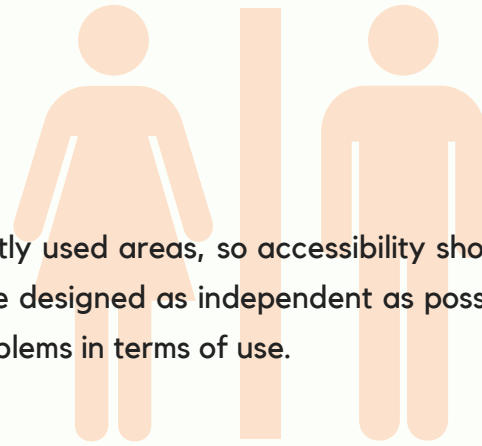 tly used areas, so accessibility sho
e designed as independent as poss
blems in terms of use.